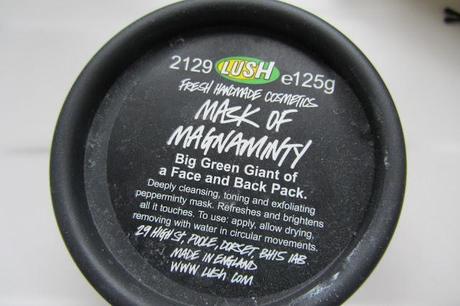 2129 LUSH e125g
FRESH HANDMADE COSMETICS
MASK OF
MAGNAMINTY
Big Green Giant of
a Face and Back Pack.
Deeply cleansing, toning and exfoliating
pepperminty mask. Refreshes and brightens
all it touches. To use: apply, allow drying,
removing with water in circular movements.
29 HIGH St, POOLE, DORSET, BH15 1AB
MADE IN ENGLAND
WWW. LUSH COM